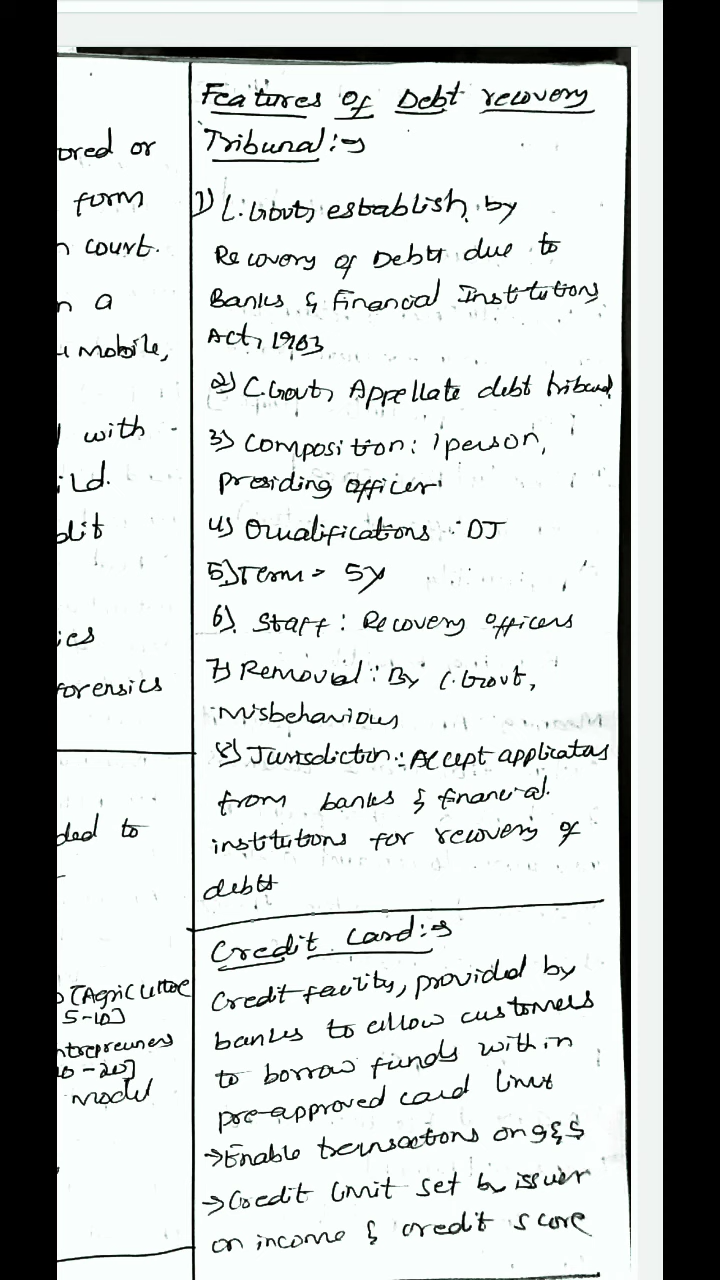 ored or
form
n court.
n a
mobile,
with
ild.
dit
ies
forensics
ded to
[Agriculture
5-10]
ntrepreuners
10-20]
model
Features of Debt recovery
Tribunal:→
1) C.Govt, establish by
Recovery of Debts due to
Banks & Financial Institutions
Act, 1993
2) C.Govt, Appellate debt tribunal
3) Composition: 1 person,
presiding officer
4) Qualifications : DJ
5) Term = 5y
6) Staff: Recovery officers
7) Removal: By C.Govt,
Misbehavious
8) Jurisdiction: Accept applications
from banks & financial
institutions for recovery of
debts
Credit Card:→
Credit facility, provided by
banks to allow customers
to borrow funds within
pre-approved card limit
→Enable transactions on g&s
→Credit limit set by issuer
on income & credit score